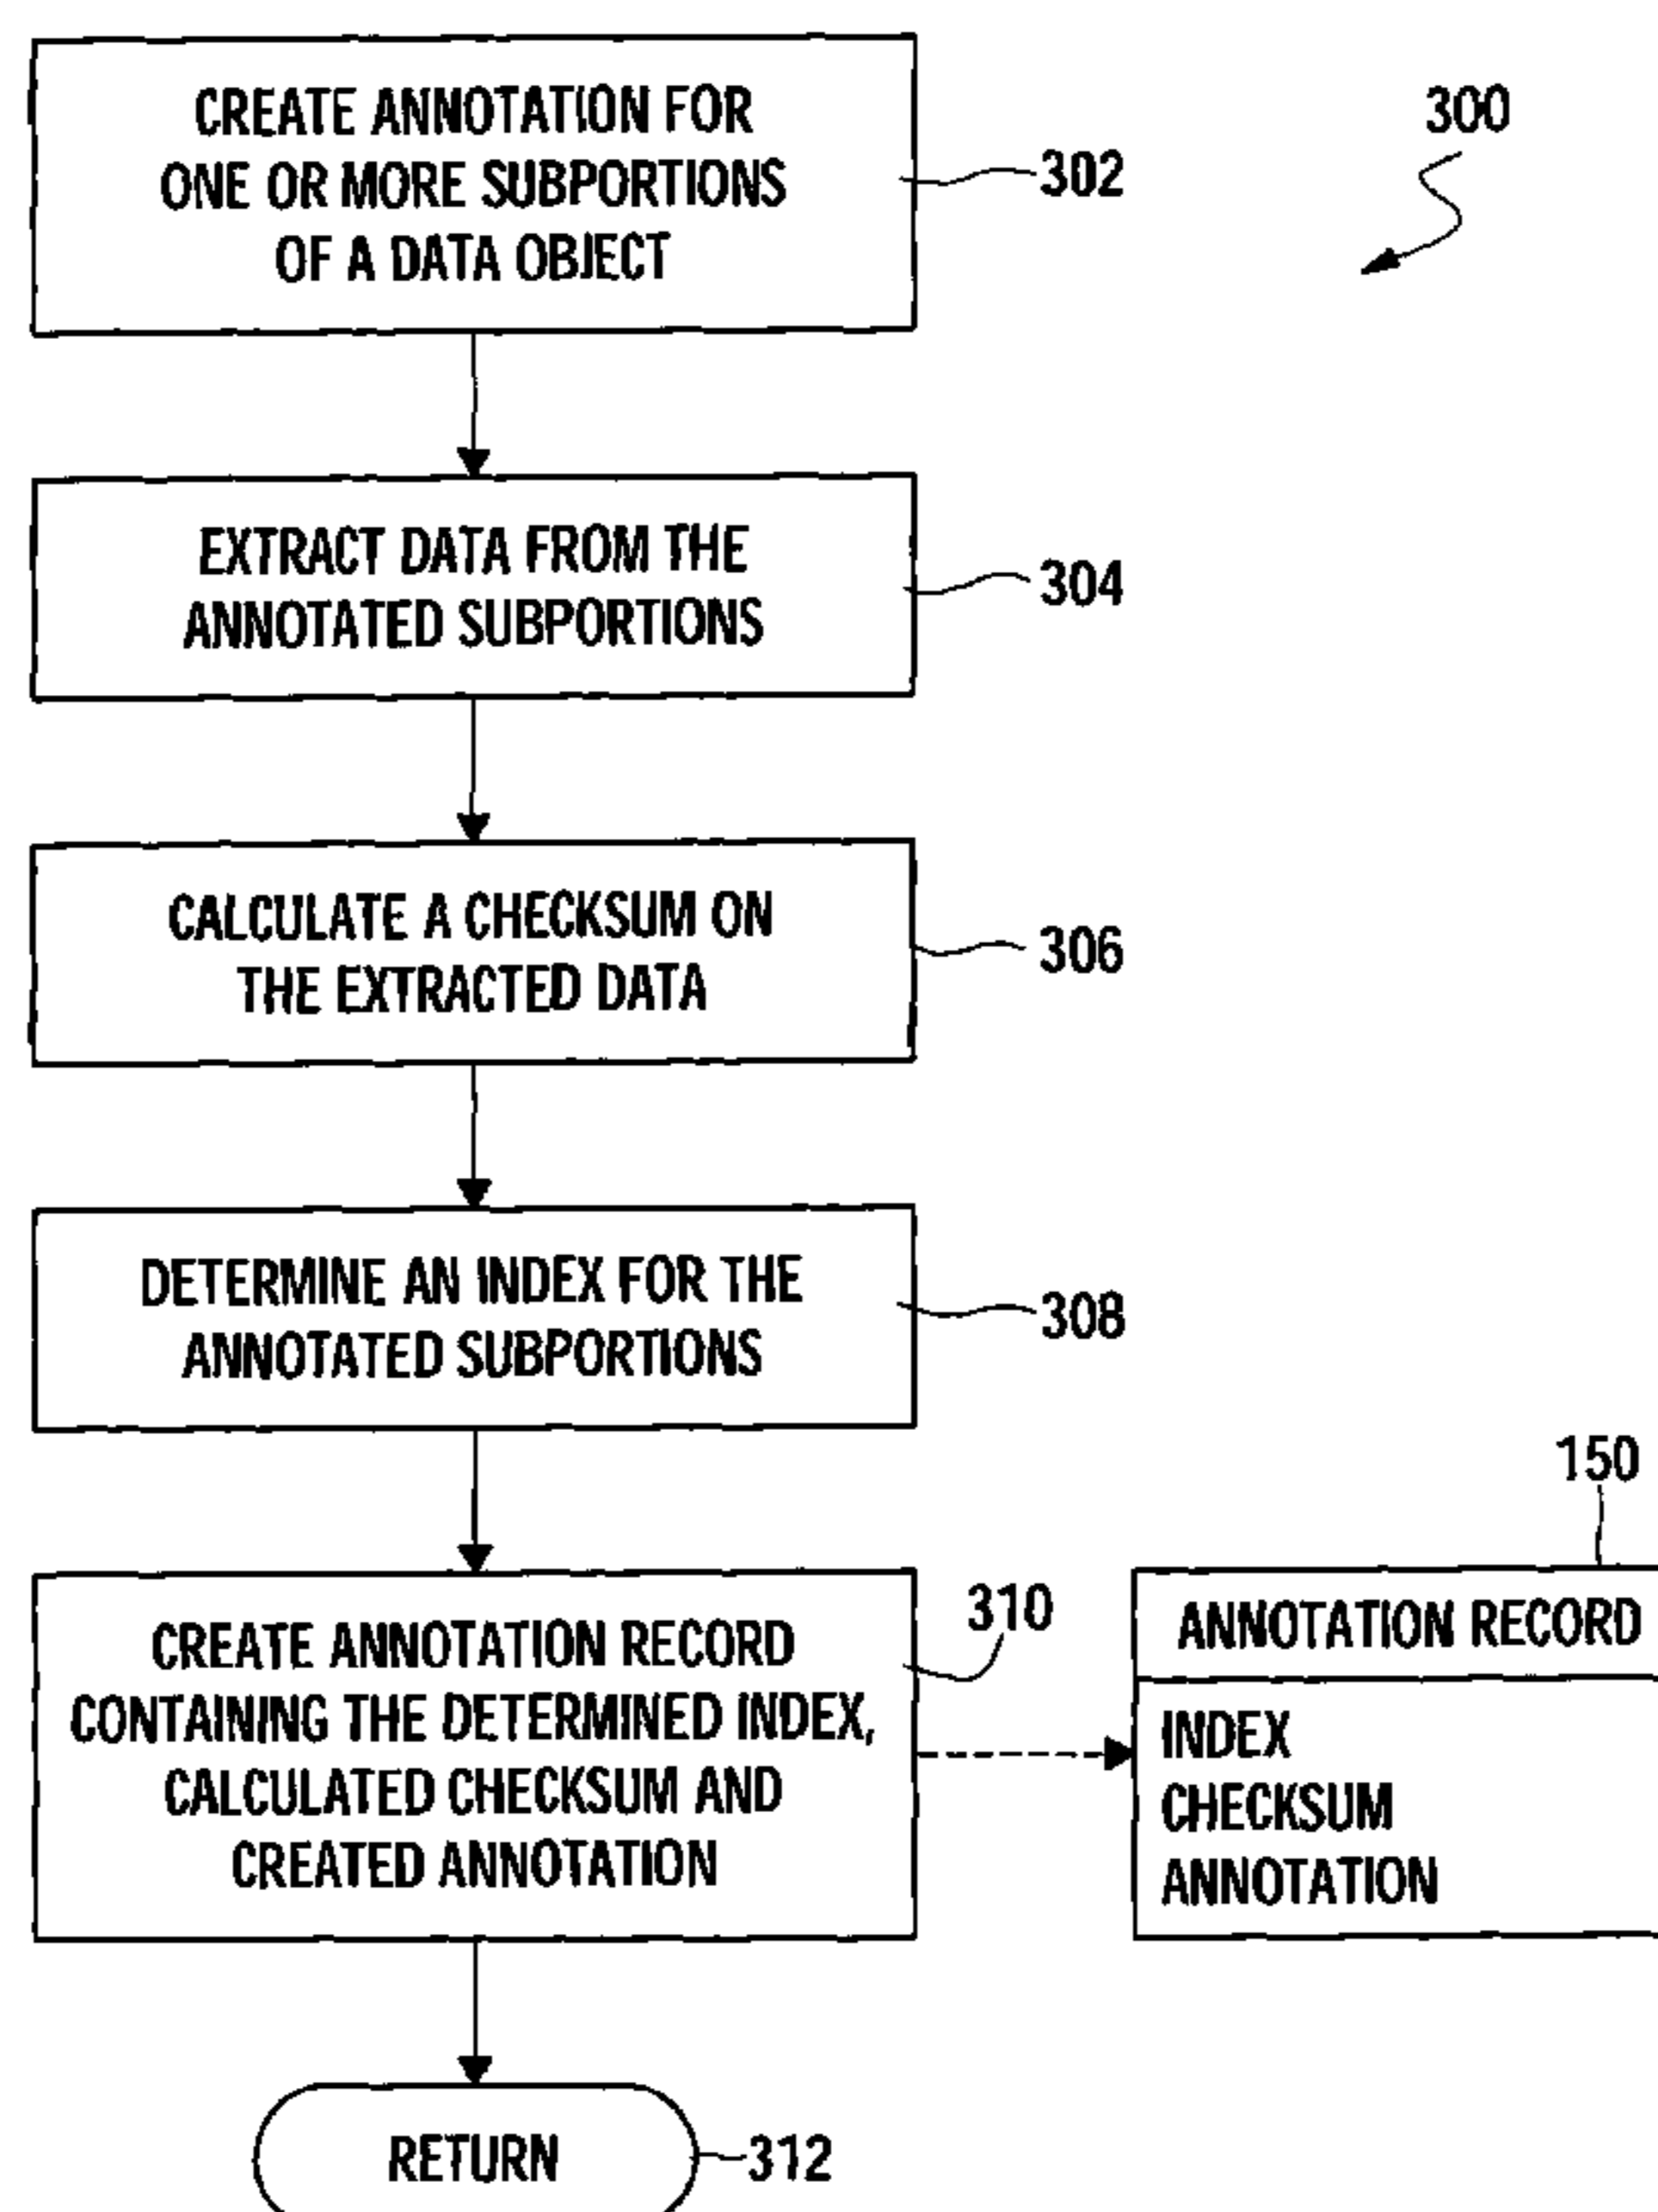 300
CREATE ANNOTATION FOR
ONE OR MORE SUBPORTIONS
OF A DATA OBJECT
302
EXTRACT DATA FROM THE
ANNOTATED SUBPORTIONS
304
CALCULATE A CHECKSUM ON
THE EXTRACTED DATA
306
DETERMINE AN INDEX FOR THE
ANNOTATED SUBPORTIONS
308
CREATE ANNOTATION RECORD
CONTAINING THE DETERMINED INDEX,
CALCULATED CHECKSUM AND
CREATED ANNOTATION
310
150
ANNOTATION RECORD
INDEX
CHECKSUM
ANNOTATION
RETURN
312